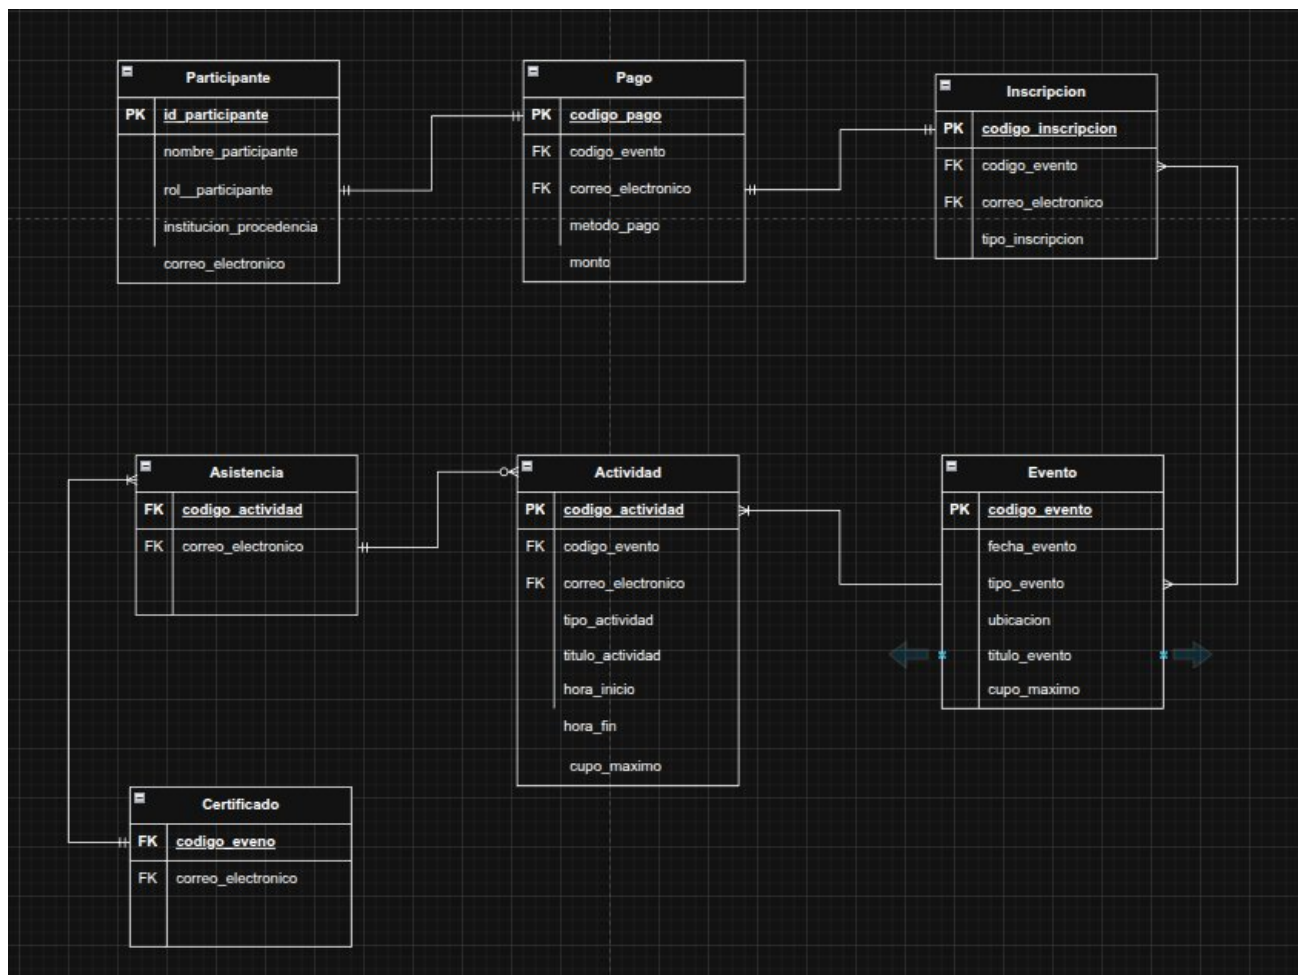 Participante
PK id_participante
nombre_participante
rol__participante
institucion_procedencia
correo_electronico
Pago
PK codigo_pago
FK codigo_evento
FK correo_electronico
metodo_pago
monto
Inscripcion
PK codigo_inscripcion
FK codigo_evento
FK correo_electronico
tipo_inscripcion
Asistencia
FK codigo_actividad
FK correo_electronico
Actividad
PK codigo_actividad
FK codigo_evento
FK correo_electronico
tipo_actividad
titulo_actividad
hora_inicio
hora_fin
cupo_maximo
Evento
PK codigo_evento
fecha_evento
tipo_evento
ubicacion
titulo_evento
cupo_maximo
Certificado
FK codigo_eveno
FK correo_electronico